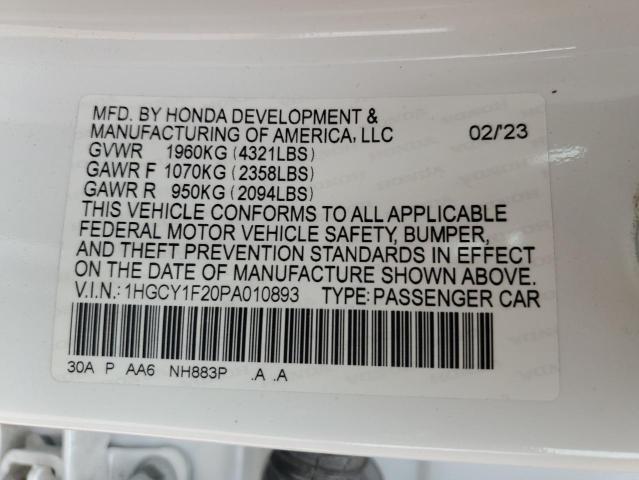 MFD. BY HONDA DEVELOPMENT &
MANUFACTURING OF AMERICA, LLC 02/'23
GVWR 1960KG (4321LBS)
GAWR F 1070KG (2358LBS)
GAWR R 950KG (2094LBS)
THIS VEHICLE CONFORMS TO ALL APPLICABLE
FEDERAL MOTOR VEHICLE SAFETY, BUMPER,
AND THEFT PREVENTION STANDARDS IN EFFECT
ON THE DATE OF MANUFACTURE SHOWN ABOVE.
V.I.N.:1HGCY1F20PA010893 TYPE:PASSENGER CAR
30A P AA6 NH883P .A .A